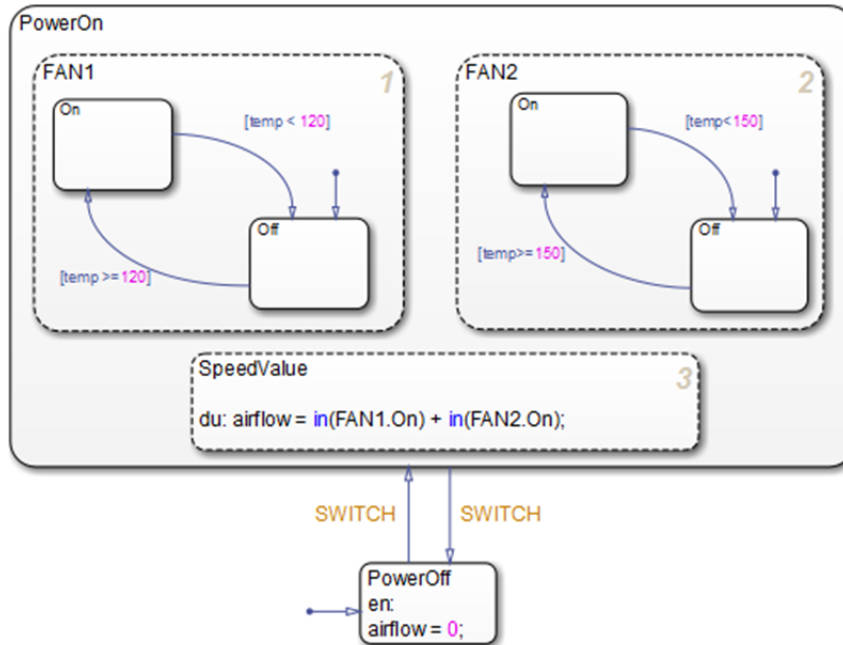 PowerOn
FAN1
1
On
[temp < 120]
Off
[temp >=120]
FAN2
2
On
[temp<150]
Off
[temp>=150]
SpeedValue
3
du: airflow = in(FAN1.On) + in(FAN2.On);
SWITCH
SWITCH
PowerOff
en:
airflow = 0;